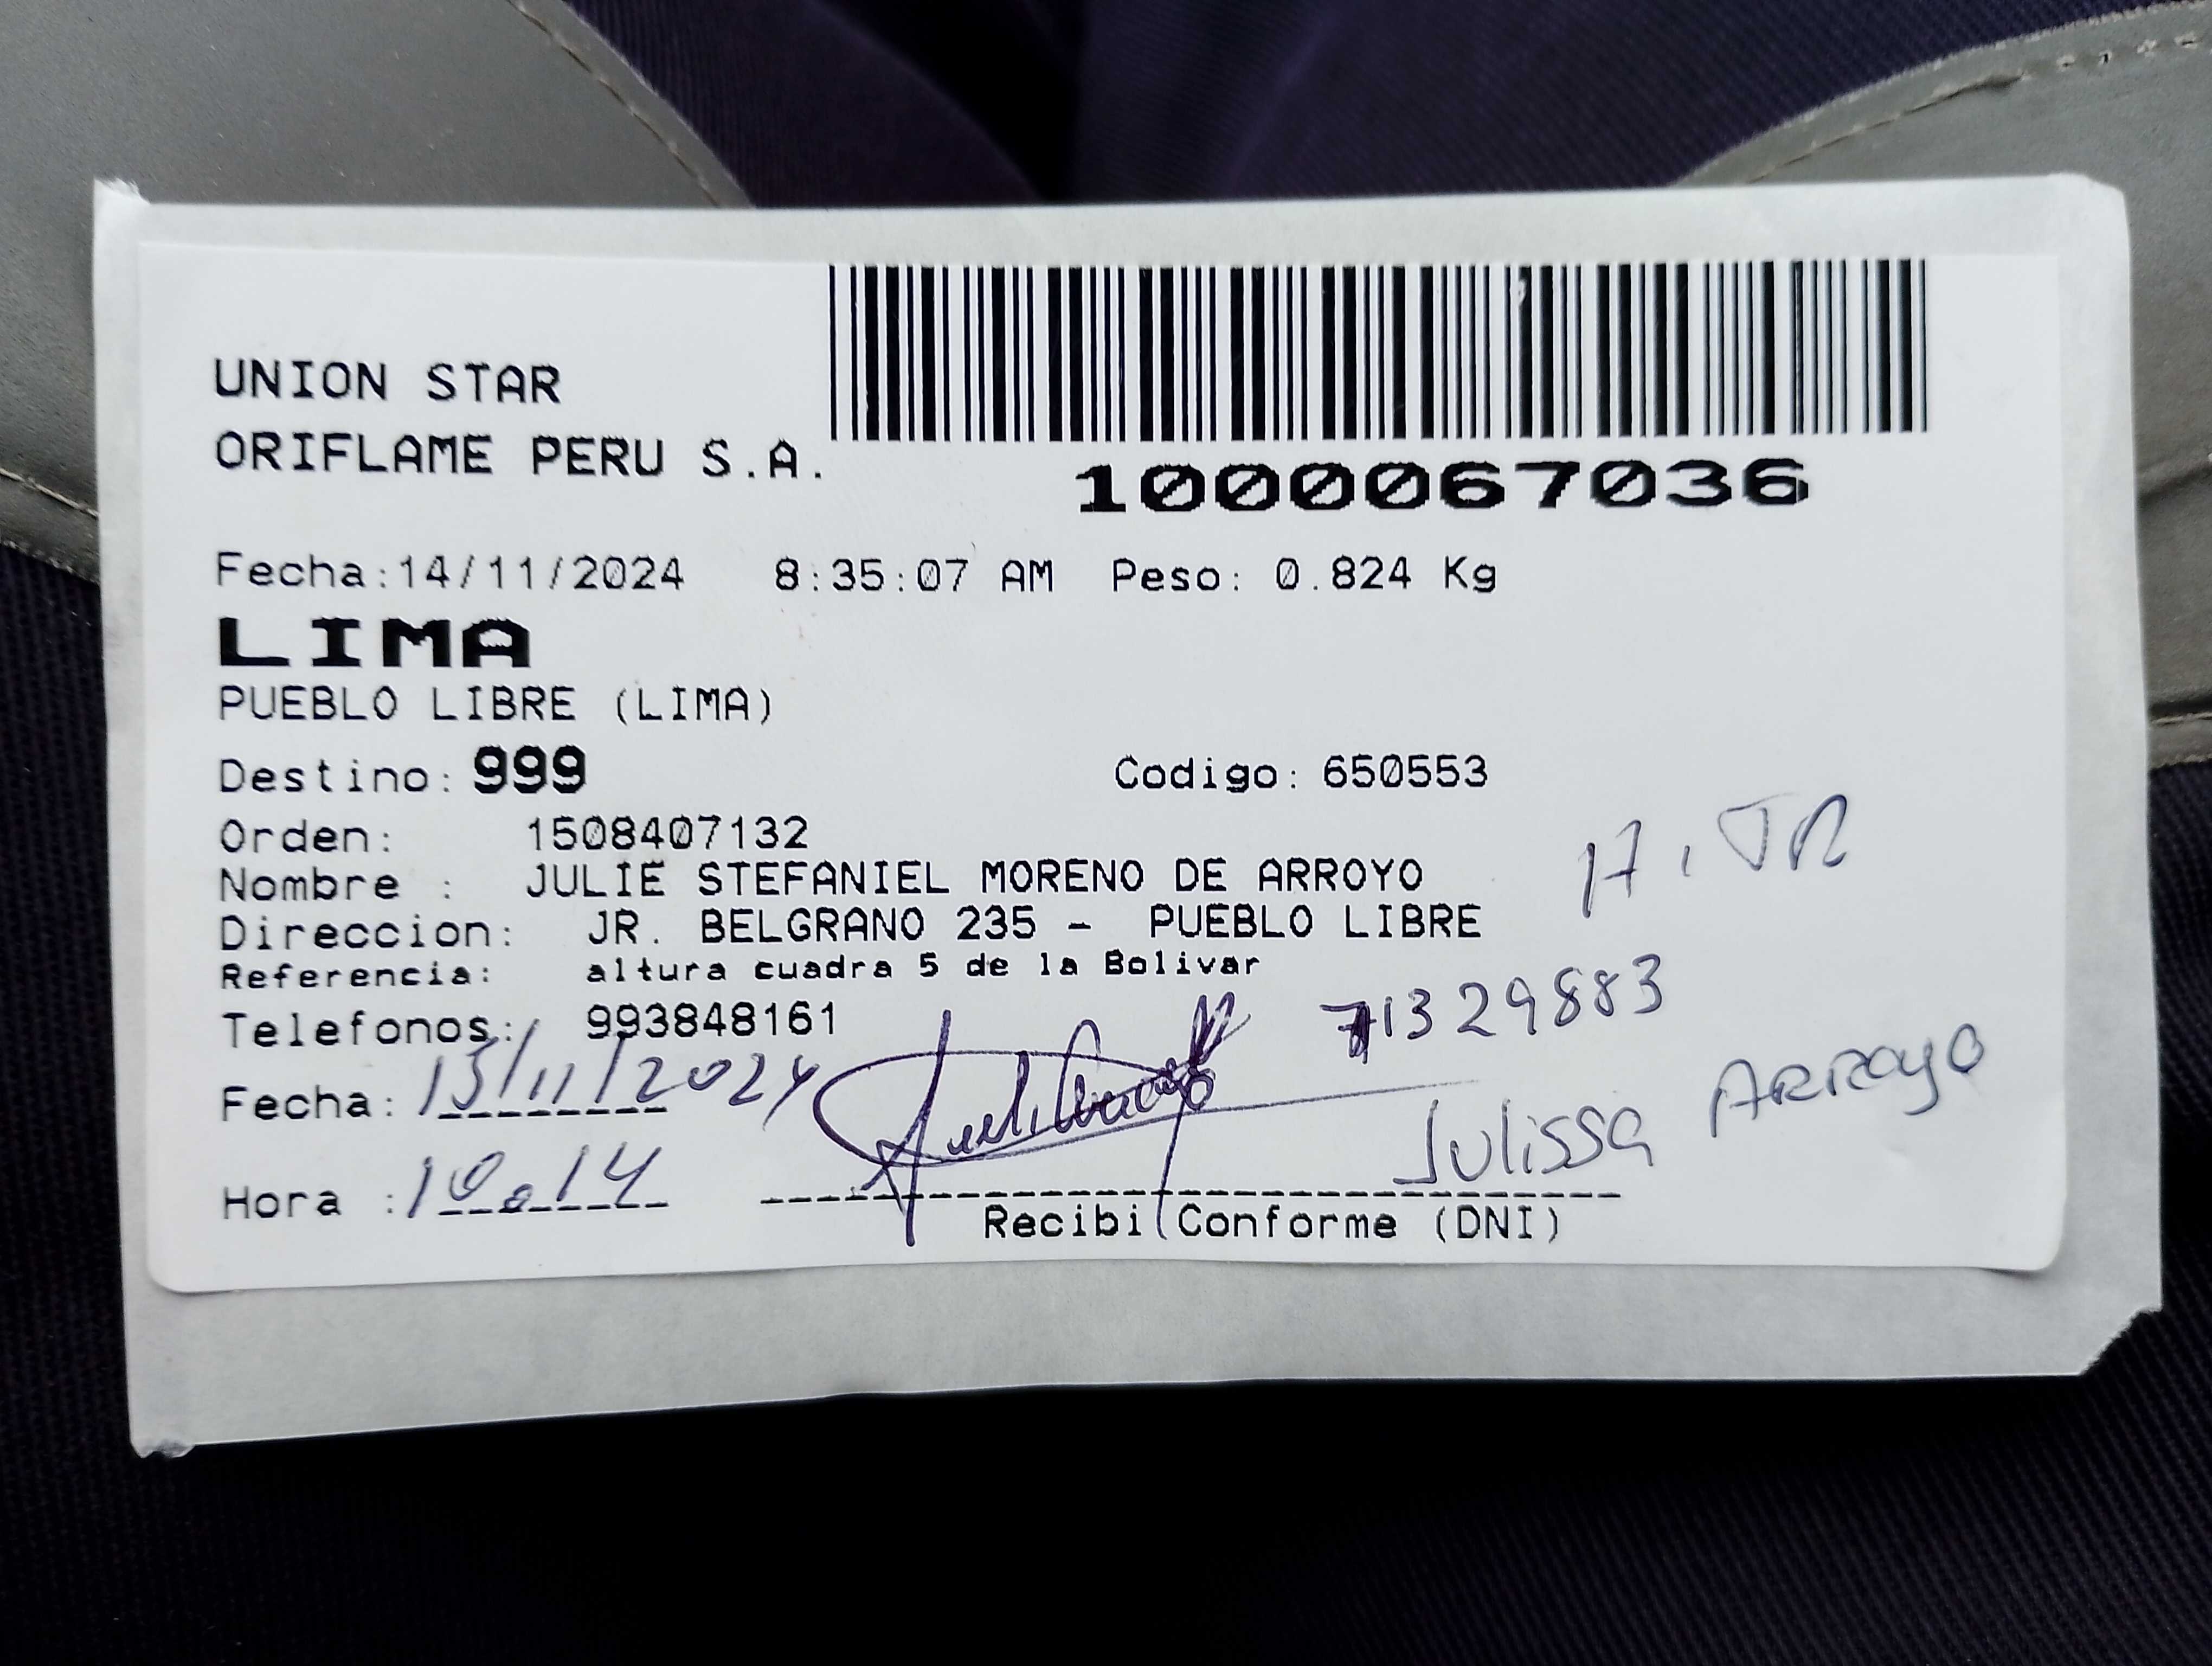 UNION STAR
ORIFLAME PERU S.A.
1000067036
Fecha:14/11/2024 8:35:07 AM Peso: 0.824 Kg
LIMA
PUEBLO LIBRE (LIMA)
Destino: 999 Codigo: 650553
Orden: 1508407132
Nombre : JULIE STEFANIEL MORENO DE ARROYO
Direccion: JR. BELGRANO 235 - PUEBLO LIBRE
Referencia: altura cuadra 5 de la Bolivar
Telefonos: 993848161
71329883
Fecha: 15/11/2024
Julissa ARROYO
Hora : 10.14
Recibi Conforme (DNI)